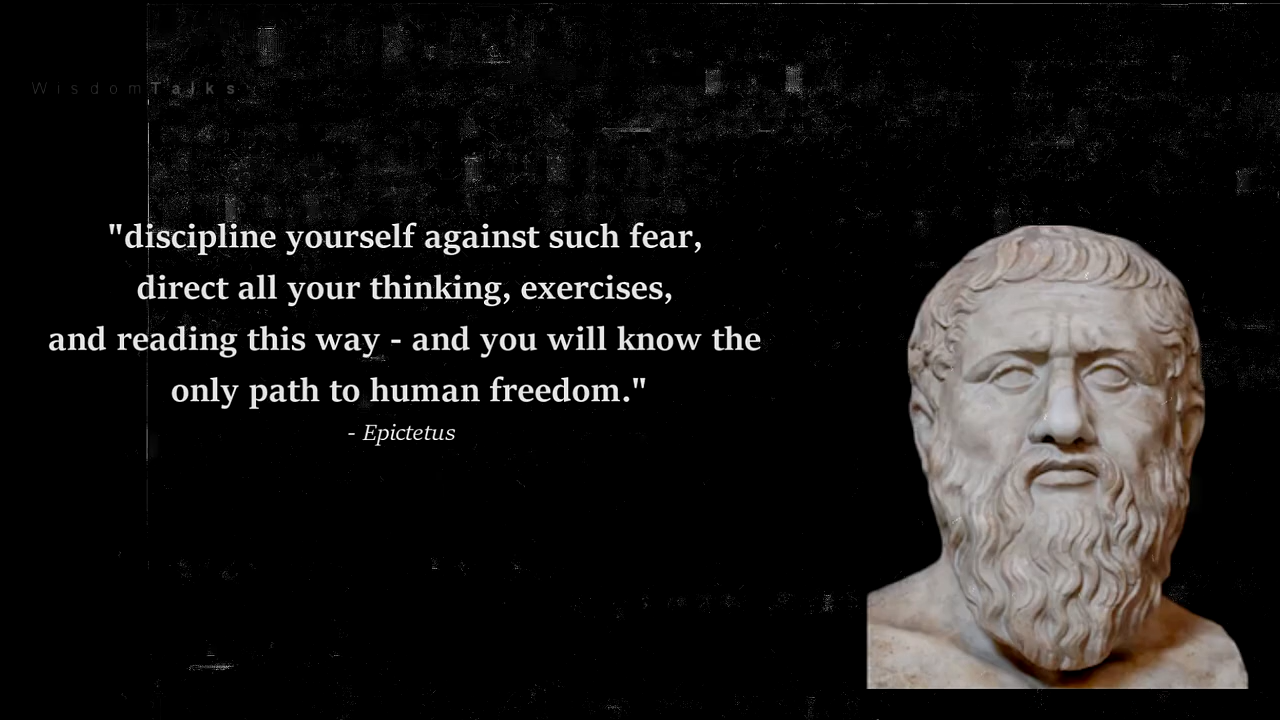 WisdomTalks
"discipline yourself against such fear,
direct all your thinking, exercises,
and reading this way - and you will know the
only path to human freedom."
- Epictetus